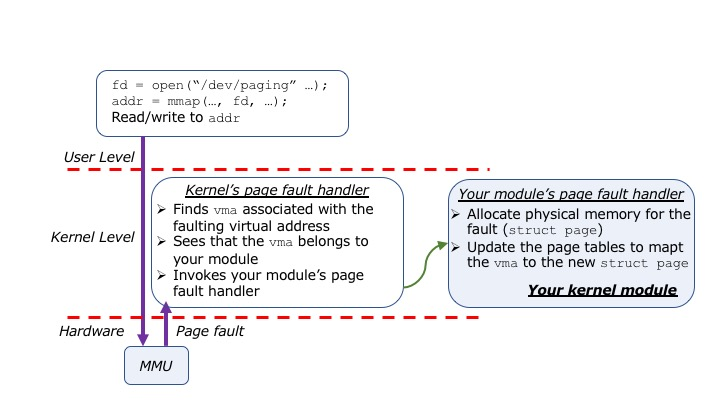 fd = open(“/dev/paging” …);
addr = mmap(…, fd, …);
Read/write to addr
User Level
Kernel’s page fault handler
➢ Finds vma associated with the
faulting virtual address
➢ Sees that the vma belongs to
your module
➢ Invokes your module’s page
fault handler
Kernel Level
Your module’s page fault handler
➢ Allocate physical memory for the
fault (struct page)
➢ Update the page tables to mapt
the vma to the new struct page
Your kernel module
Hardware
Page fault
MMU